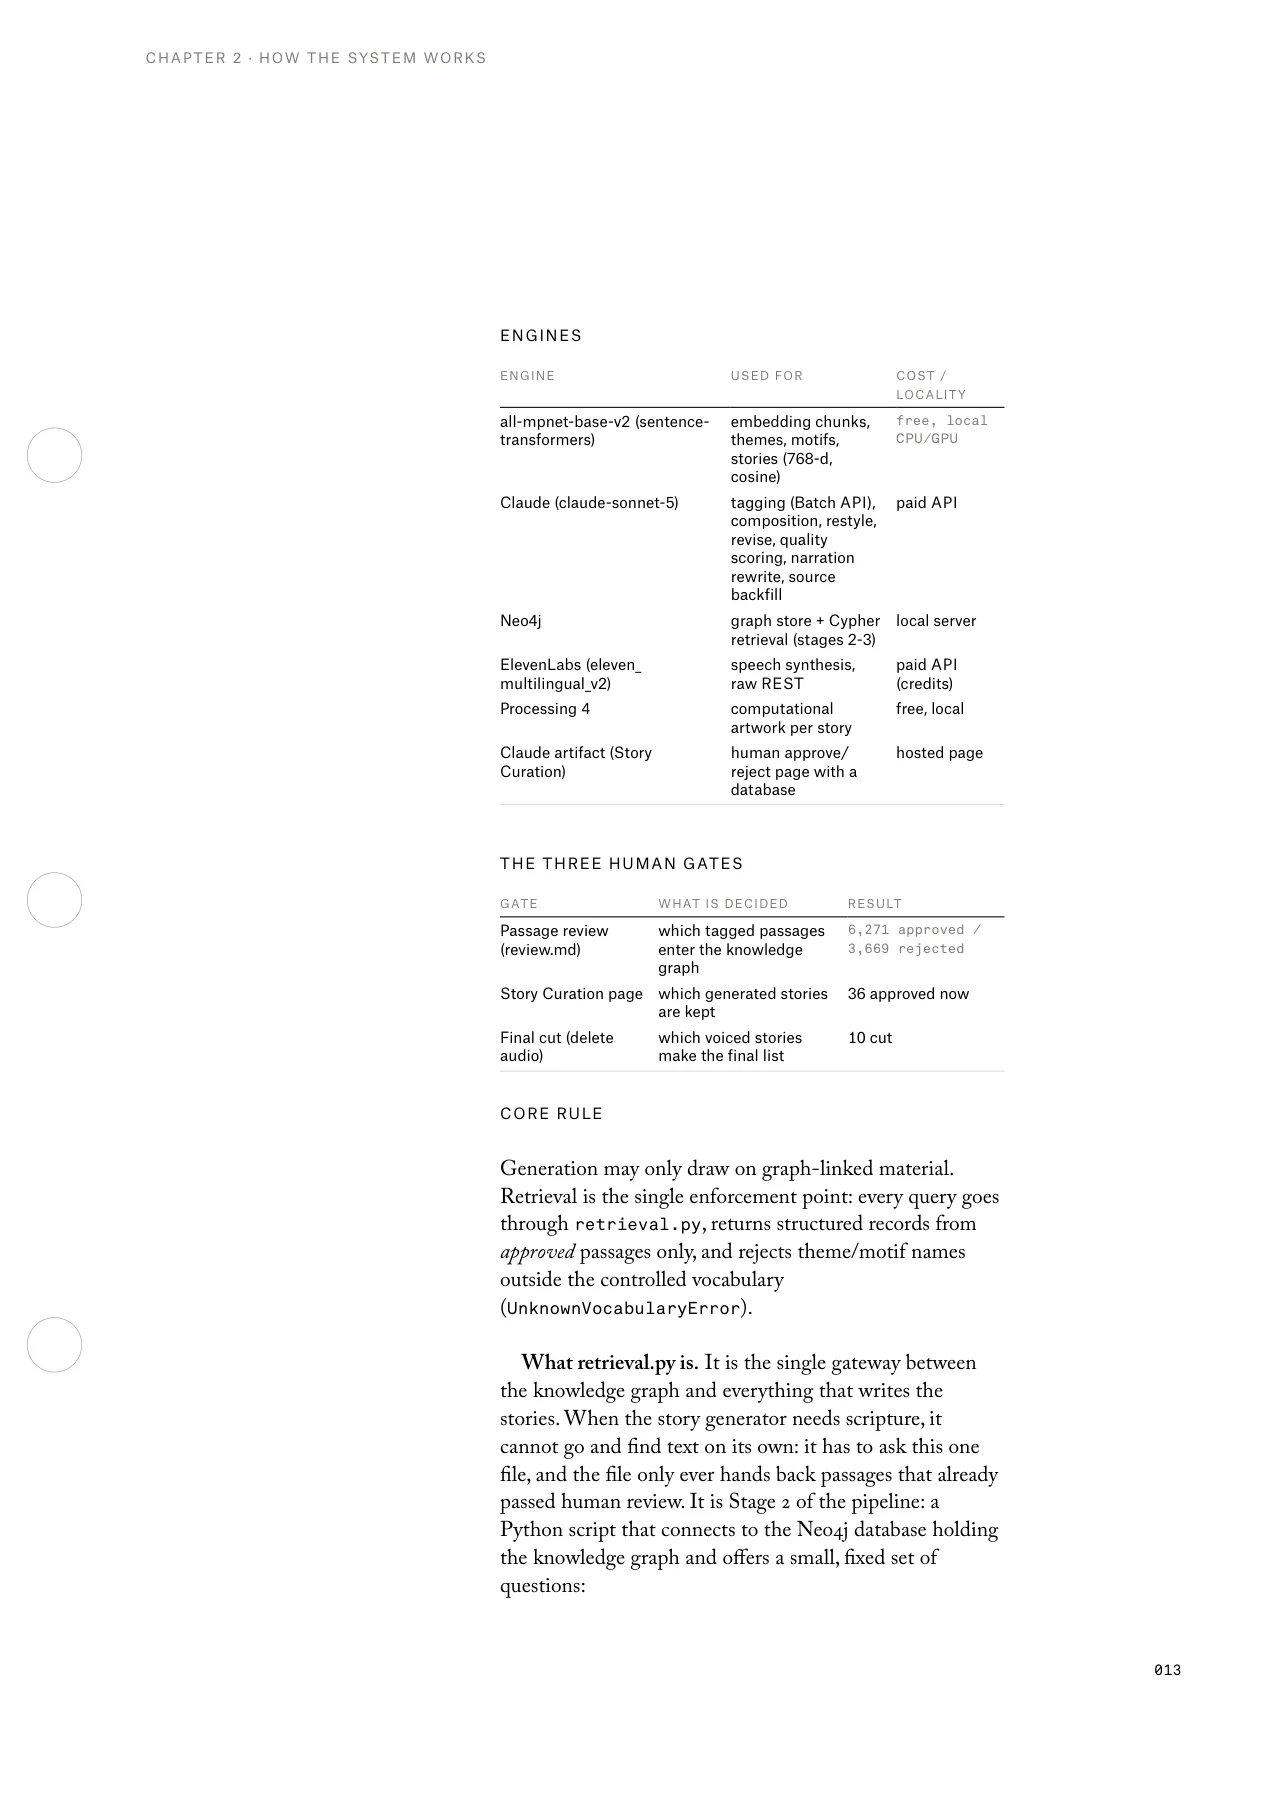 CHAPTER 2 · HOW THE SYSTEM WORKS
ENGINES
ENGINE USED FOR COST /
LOCALITY
all-mpnet-base-v2 (sentence- embedding chunks, free, local
transformers) themes, motifs, CPU/GPU
stories (768-d,
cosine)
Claude (claude-sonnet-5) tagging (Batch API), paid API
composition, restyle,
revise, quality
scoring, narration
rewrite, source
backfill
Neo4j graph store + Cypher local server
retrieval (stages 2-3)
ElevenLabs (eleven_ speech synthesis, paid API
multilingual_v2) raw REST (credits)
Processing 4 computational free, local
artwork per story
Claude artifact (Story human approve/ hosted page
Curation) reject page with a
database
THE THREE HUMAN GATES
GATE WHAT IS DECIDED RESULT
Passage review which tagged passages 6,271 approved /
(review.md) enter the knowledge 3,669 rejected
graph
Story Curation page which generated stories 36 approved now
are kept
Final cut (delete which voiced stories 10 cut
audio) make the final list
CORE RULE
Generation may only draw on graph-linked material.
Retrieval is the single enforcement point: every query goes
through retrieval.py, returns structured records from
approved passages only, and rejects theme/motif names
outside the controlled vocabulary
(UnknownVocabularyError).
What retrieval.py is. It is the single gateway between
the knowledge graph and everything that writes the
stories. When the story generator needs scripture, it
cannot go and find text on its own: it has to ask this one
file, and the file only ever hands back passages that already
passed human review. It is Stage 2 of the pipeline: a
Python script that connects to the Neo4j database holding
the knowledge graph and offers a small, fixed set of
questions:
013